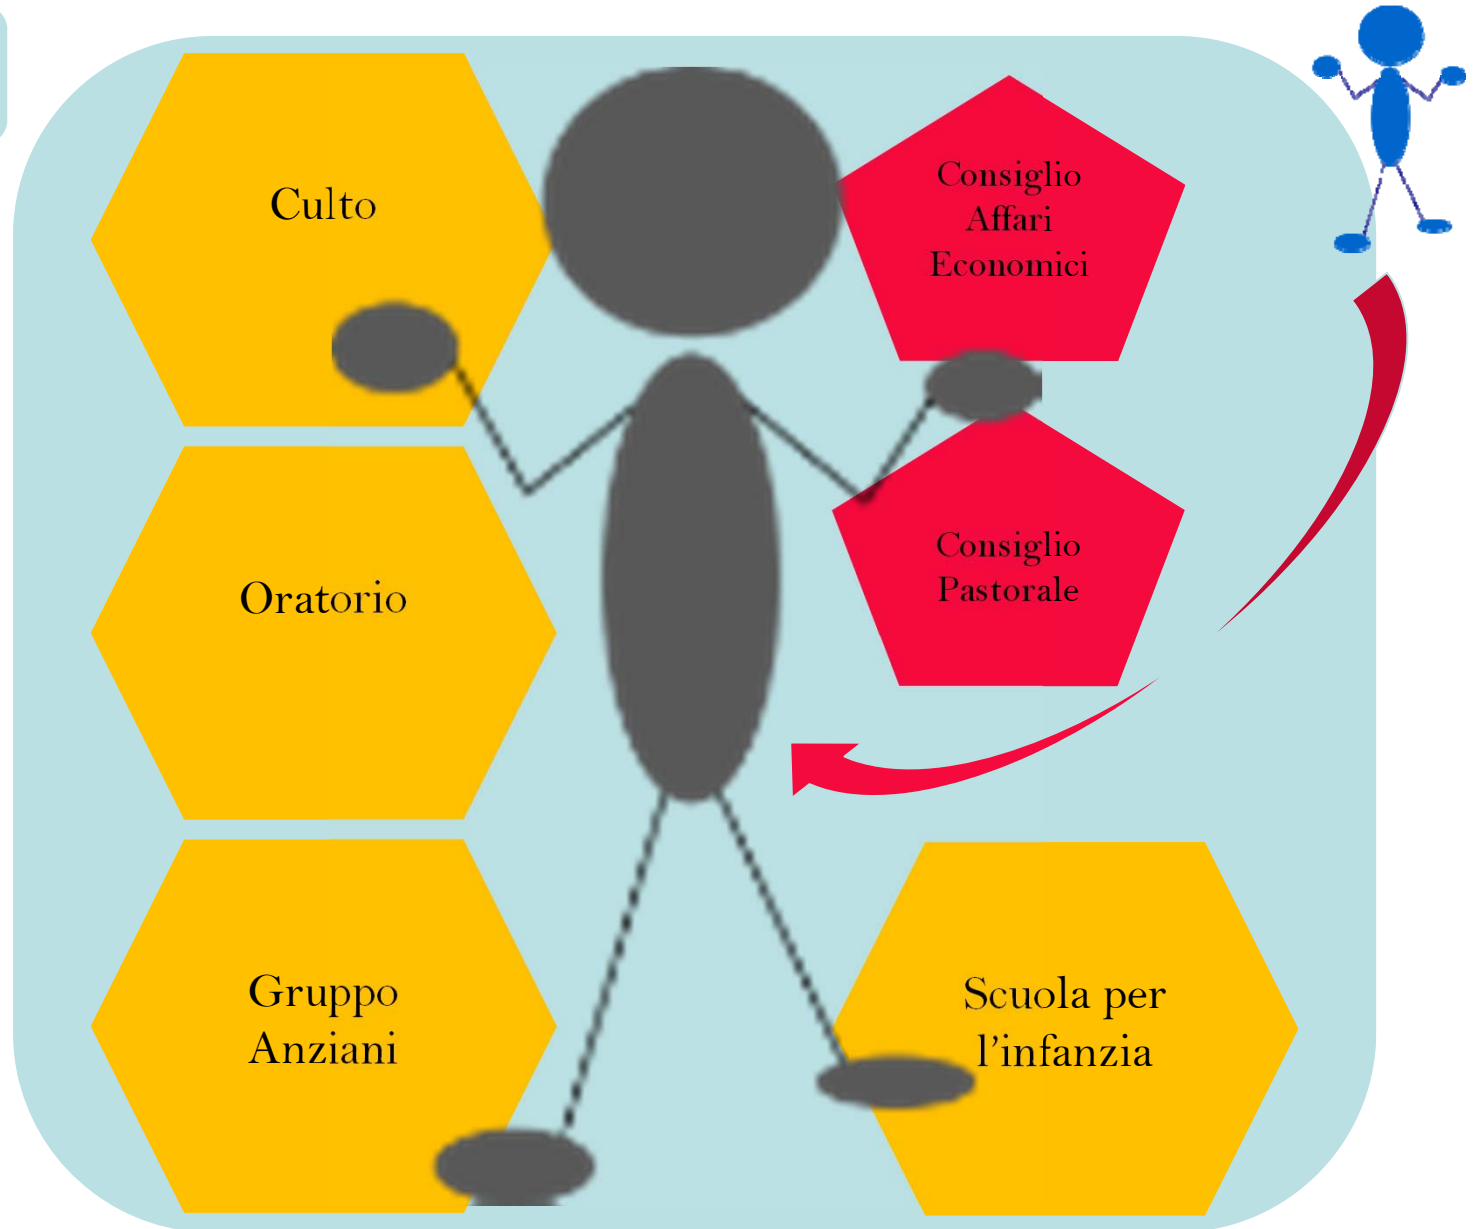 Culto
Consiglio
Affari
Economici
Oratorio
Consiglio
Pastorale
Gruppo
Anziani
Scuola per
l’infanzia